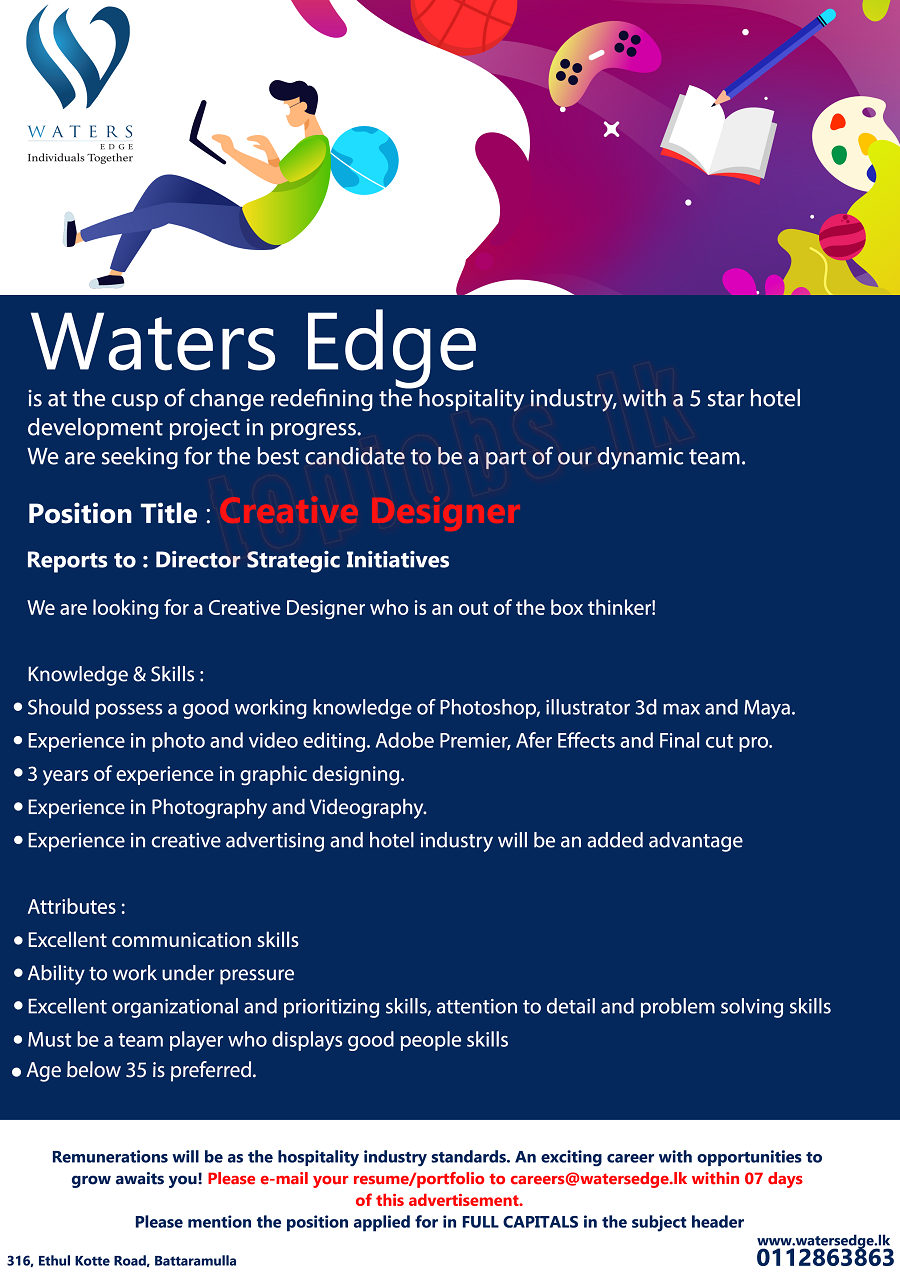 WATERS
EDGE
Individuals Together
Waters Edge
is at the cusp of change redefining the hospitality industry, with a 5 star hotel
development project in progress.
We are seeking for the best candidate to be a part of our dynamic team.
topjobs.lk
Position Title : Creative Designer
Reports to : Director Strategic Initiatives
We are looking for a Creative Designer who is an out of the box thinker!
Knowledge & Skills :
• Should possess a good working knowledge of Photoshop, illustrator 3d max and Maya.
• Experience in photo and video editing. Adobe Premier, Afer Effects and Final cut pro.
• 3 years of experience in graphic designing.
• Experience in Photography and Videography.
• Experience in creative advertising and hotel industry will be an added advantage
Attributes :
• Excellent communication skills
• Ability to work under pressure
• Excellent organizational and prioritizing skills, attention to detail and problem solving skills
• Must be a team player who displays good people skills
• Age below 35 is preferred.
Remunerations will be as the hospitality industry standards. An exciting career with opportunities to
grow awaits you! Please e-mail your resume/portfolio to careers@watersedge.lk within 07 days
of this advertisement.
Please mention the position applied for in FULL CAPITALS in the subject header
www.watersedge.lk
316, Ethul Kotte Road, Battaramulla
0112863863